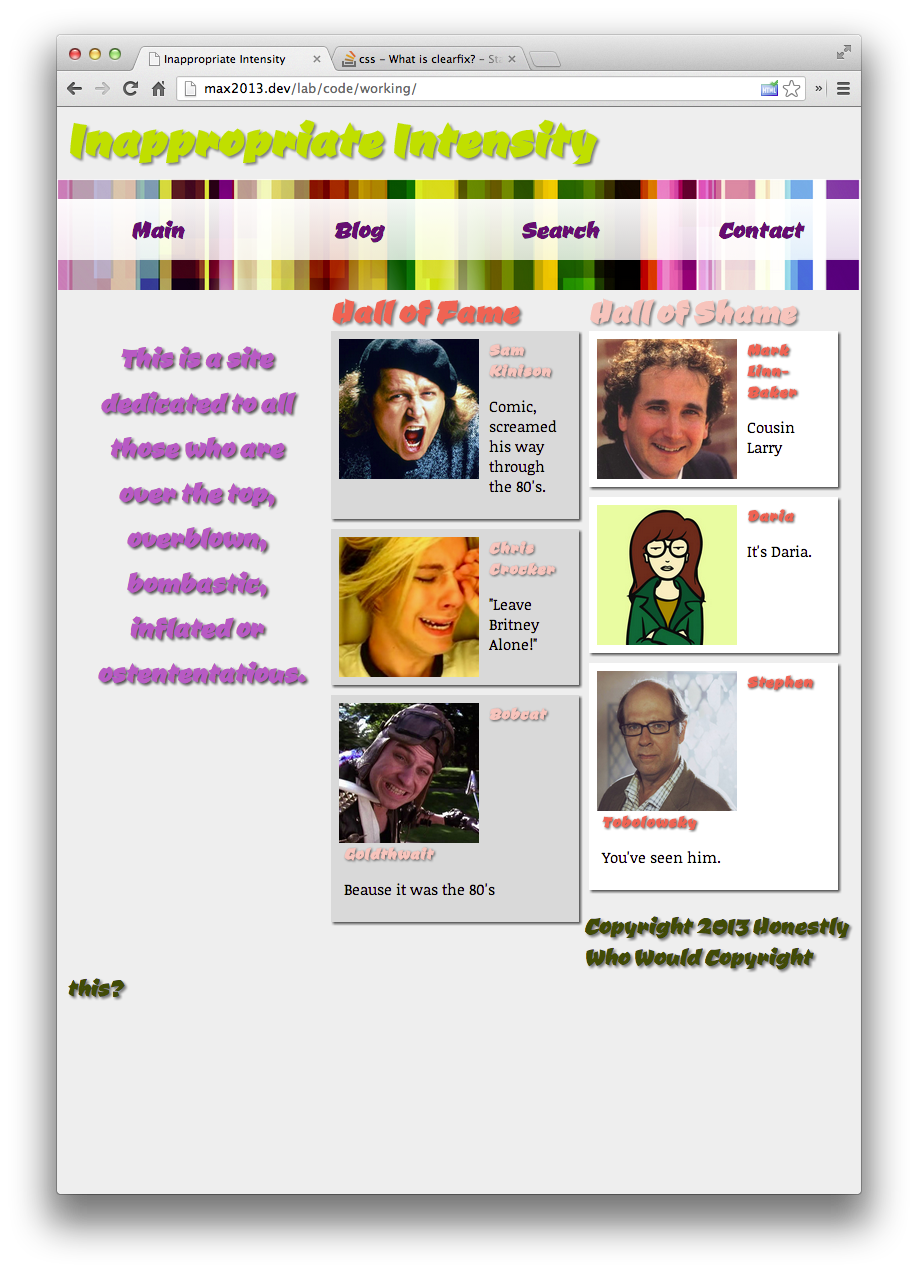 Inappropriate Intensity
css - What is clearfix? - St
max2013.dev/lab/code/working/
Inappropriate Intensity
Main
Blog
Search
Contact
This is a site
dedicated to all
those who are
over the top,
overblown,
bombastic,
inflated or
ostententatious.
Hall of Fame
Sam
Kinison
Comic,
screamed
his way
through
the 80's.
Chris
Crocker
"Leave
Britney
Alone!"
Bobcat
Goldthwait
Beause it was the 80's
Hall of Shame
Mark
Linn-
Baker
Cousin
Larry
Daria
It's Daria.
Stephen
Tobolowsky
You've seen him.
Copyright 2013 Honestly
Who Would Copyright
this?